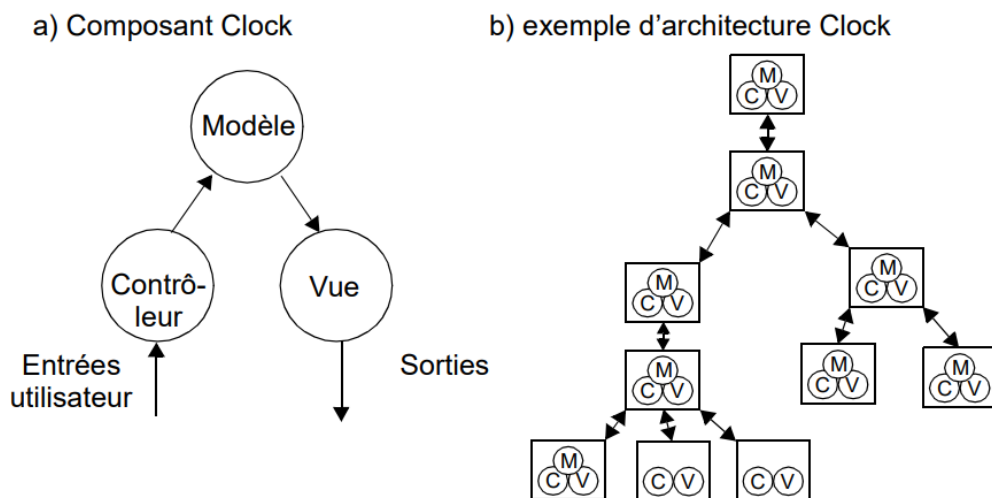 a) Composant Clock
Modèle
Contrô-
leur
Vue
Entrées
utilisateur
Sorties
b) exemple d'architecture Clock
M
C V
M
C V
M
C V
M
C V
M
C V
M
C V
M
C V
M
C V
C V
C V